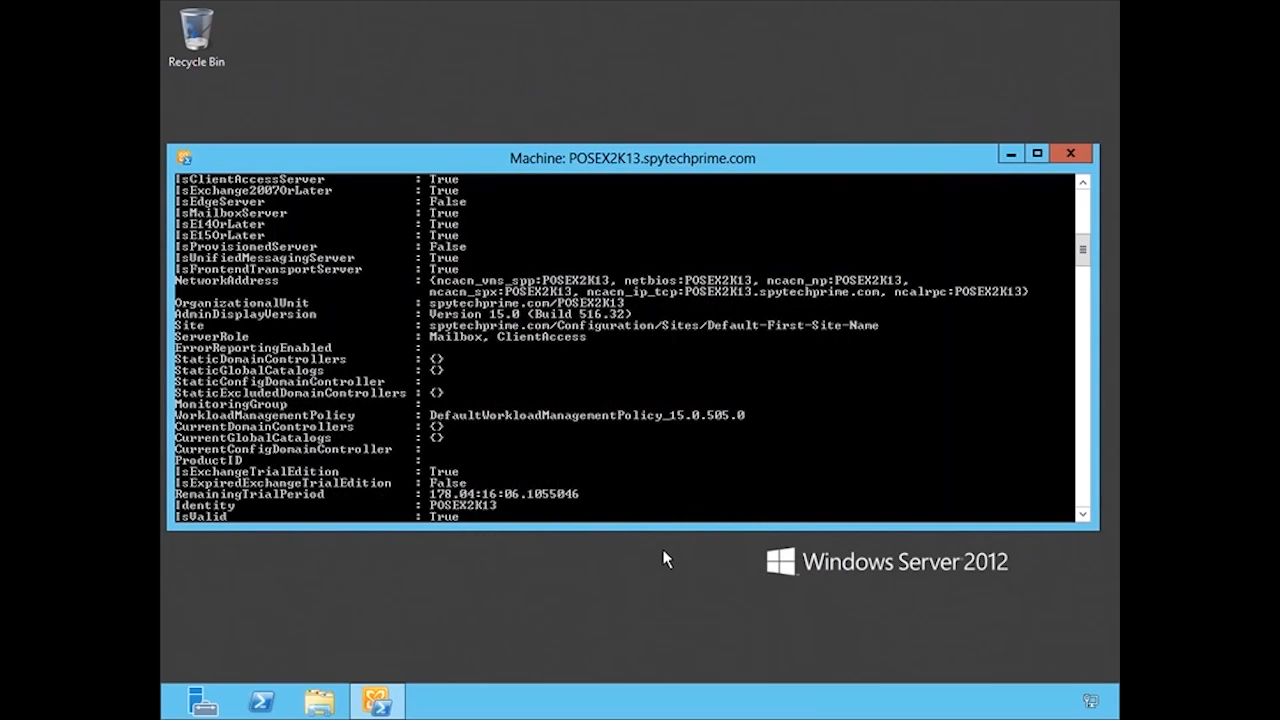 Recycle Bin
Machine: POSEX2K13.spytechprime.com
IsClientAccessServer : True
IsExchange2007OrLater : True
IsEdgeServer : False
IsMailboxServer : True
IsE14OrLater : True
IsE15OrLater : True
IsProvisionedServer : False
IsUnifiedMessagingServer : True
IsFrontendTransportServer : True
NetworkAddress : {ncacn_vns_spp:POSEX2K13, netbios:POSEX2K13, ncacn_np:POSEX2K13,
ncacn_spx:POSEX2K13, ncacn_ip_tcp:POSEX2K13.spytechprime.com, ncalrpc:POSEX2K13}
OrganizationalUnit : spytechprime.com/POSEX2K13
AdminDisplayVersion : Version 15.0 (Build 516.32)
Site : spytechprime.com/Configuration/Sites/Default-First-Site-Name
ServerRole : Mailbox, ClientAccess
ErrorReportingEnabled :
StaticDomainControllers : {}
StaticGlobalCatalogs : {}
StaticConfigDomainController :
StaticExcludedDomainControllers : {}
MonitoringGroup :
WorkloadManagementPolicy : DefaultWorkloadManagementPolicy_15.0.505.0
CurrentDomainControllers : {}
CurrentGlobalCatalogs : {}
CurrentConfigDomainController :
ProductID :
IsExchangeTrialEdition : True
IsExpiredExchangeTrialEdition : False
RemainingTrialPeriod : 178.04:16:06.1055046
Identity : POSEX2K13
IsValid : True
Windows Server 2012